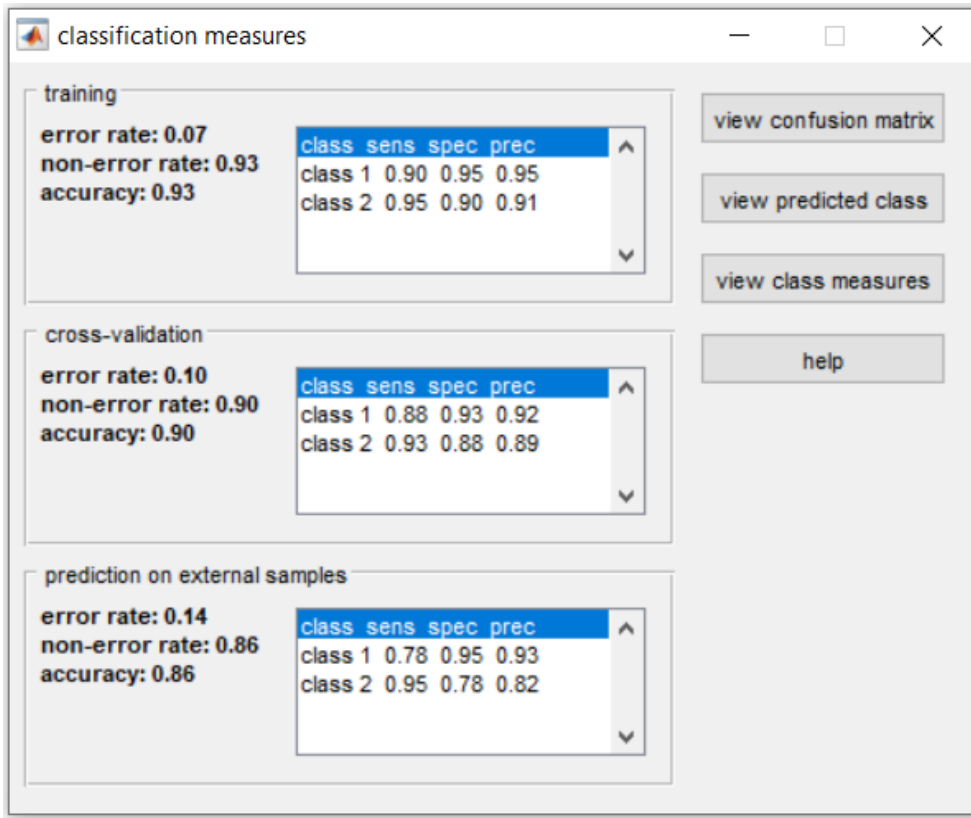 classification measures
training
error rate: 0.07
non-error rate: 0.93
accuracy: 0.93
class sens spec prec
class 1 0.90 0.95 0.95
class 2 0.95 0.90 0.91
cross-validation
error rate: 0.10
non-error rate: 0.90
accuracy: 0.90
class sens spec prec
class 1 0.88 0.93 0.92
class 2 0.93 0.88 0.89
prediction on external samples
error rate: 0.14
non-error rate: 0.86
accuracy: 0.86
class sens spec prec
class 1 0.78 0.95 0.93
class 2 0.95 0.78 0.82
view confusion matrix
view predicted class
view class measures
help